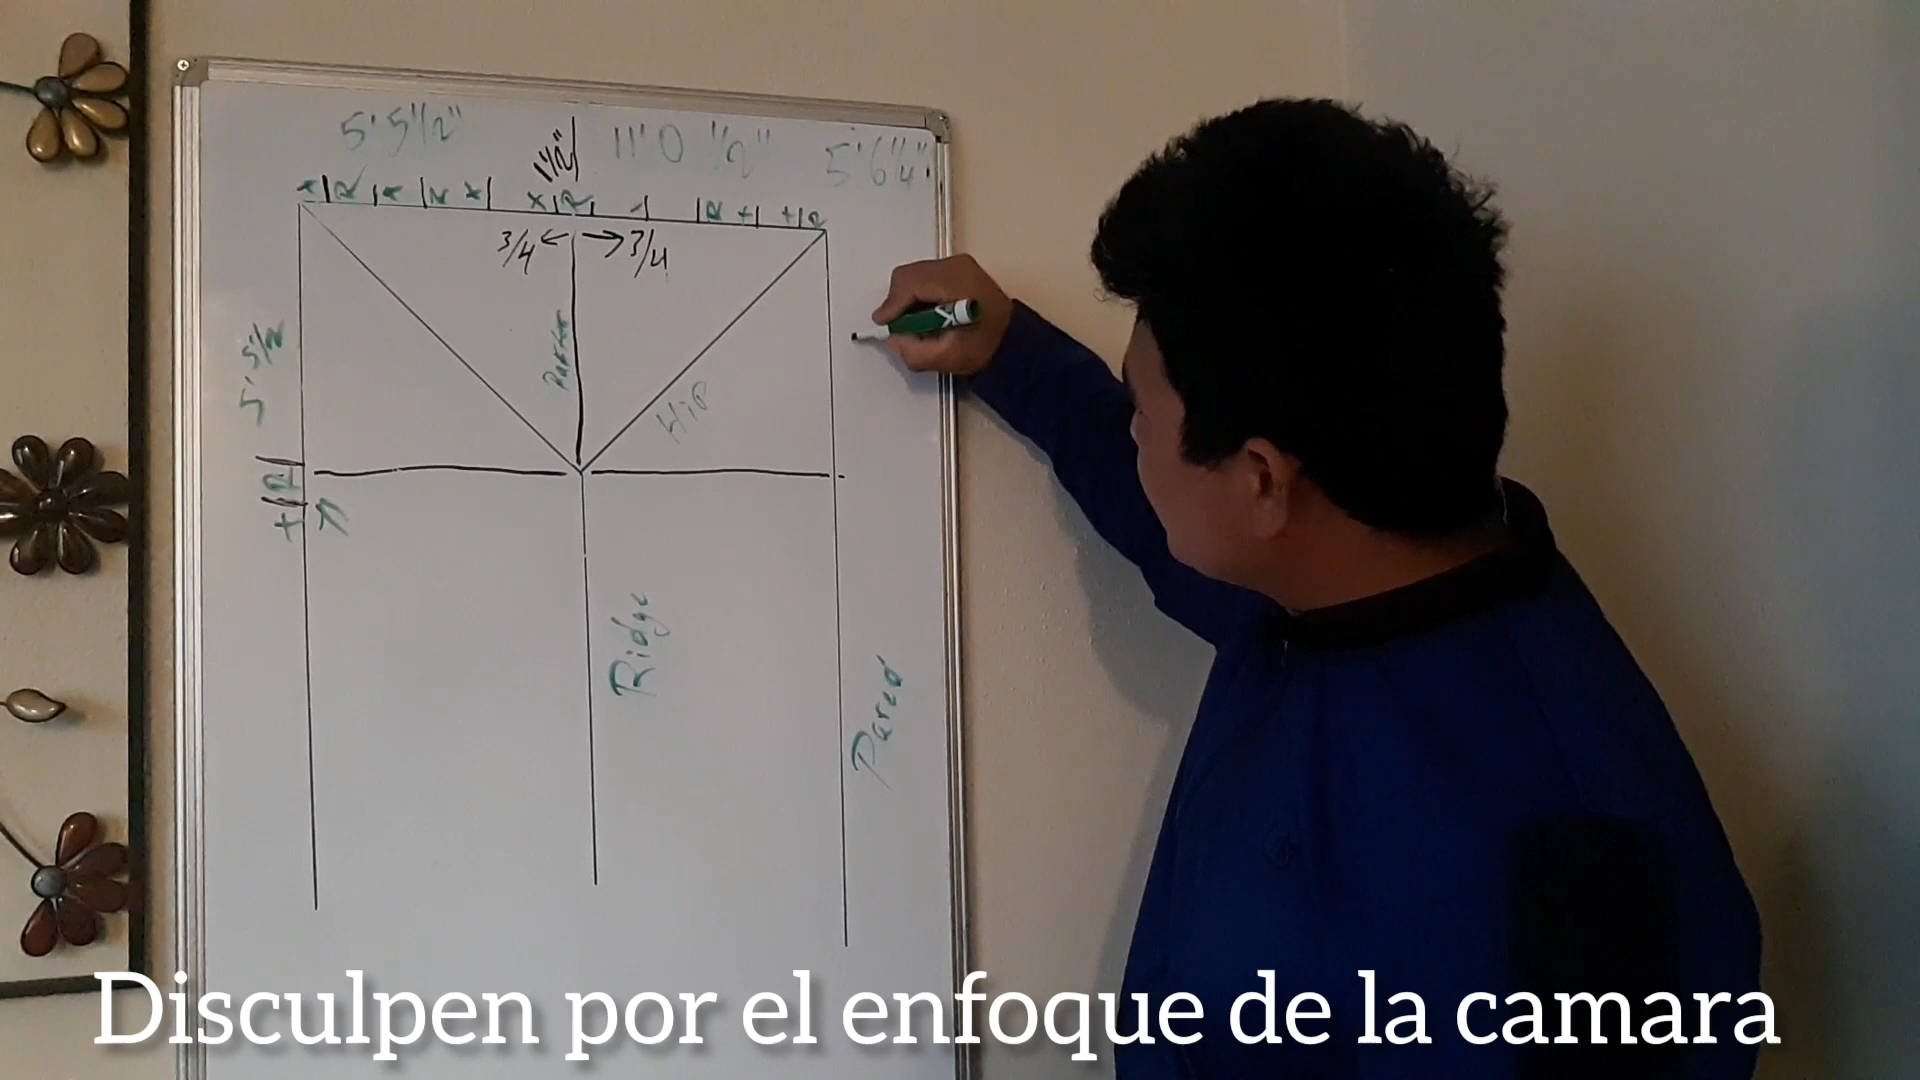 5' 5 1/2" 1 1/2" 11' 0 1/2" 5' 6 1/4"
x R x R x x R R + + R
3/4 ← → 3/4
5' 5 1/2
Hip
R
+
Ridge
Pared
Disculpen por el enfoque de la camara